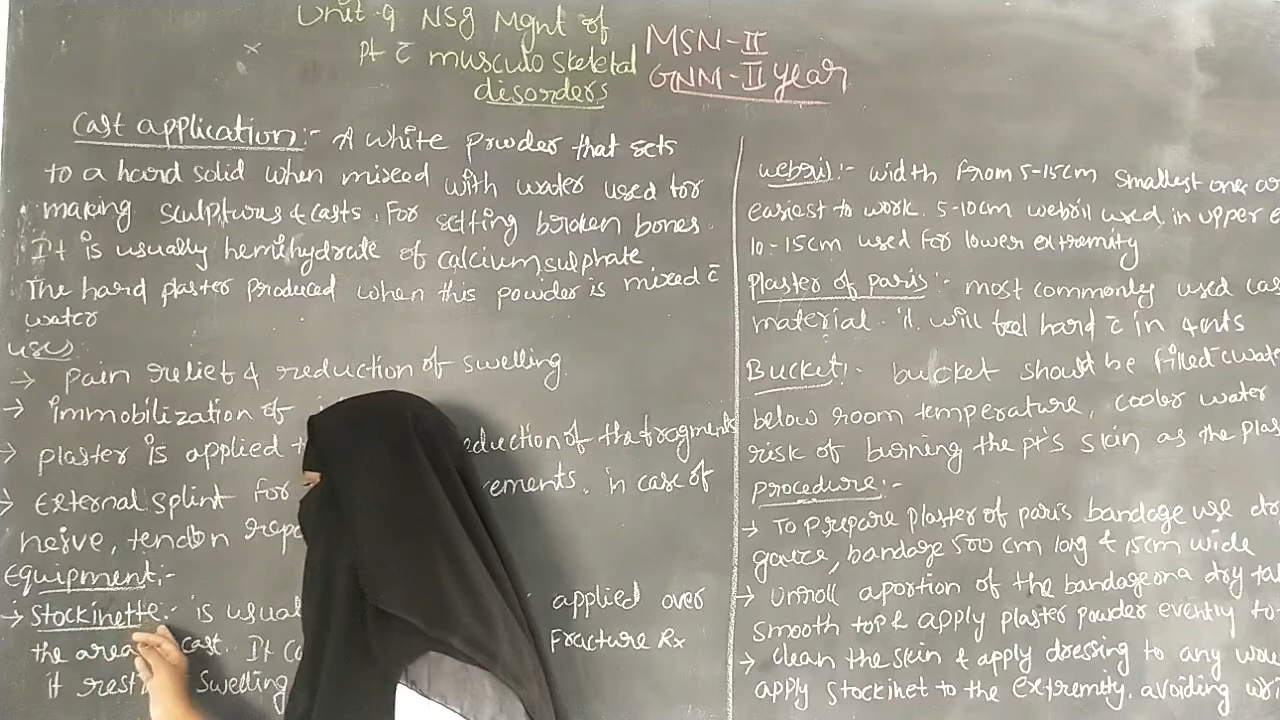 Unit-9 NSg Mgnt of
Pt c̄ musculo skeletal
disorders
MSN-II
GNM-II year
Cast application:- A white powder that sets
to a hard solid when mixed with water used for
making sculptures & casts. For setting broken bones.
It is usually hemihydrate of calcium sulphate
The hard plaster produced when this powder is mixed c̄
water
uses
→ pain relief & reduction of swelling.
→ immobilization of
→ plaster is applied eduction of the fragments
→ External splint for ements. in case of
nerve, tendon repa
Equipment:-
→ Stockinette:- is usual applied over
the area cast. It co Fracture Rx
it rest Swelling
webril:- width from 5-15cm smallest one
easiest to work. 5-10cm webril used in upper e
10-15cm used for lower extremity
Plaster of paris:- most commonly used cas
material. It will feel hard c̄ in 4mts
Bucket:- bucket should be filled c̄ wate
below room temperature, cooler water
risk of burning the pt's skin as the plas
procedure:-
→ To prepare plaster of paris bandage use dr
gauze, bandage 500 cm long & 15cm wide
→ unroll a portion of the bandage on a dry ta
smooth top & apply plaster powder evently to
→ clean the skin & apply dressing to any wou
apply stockinet to the extremity. avoiding wri